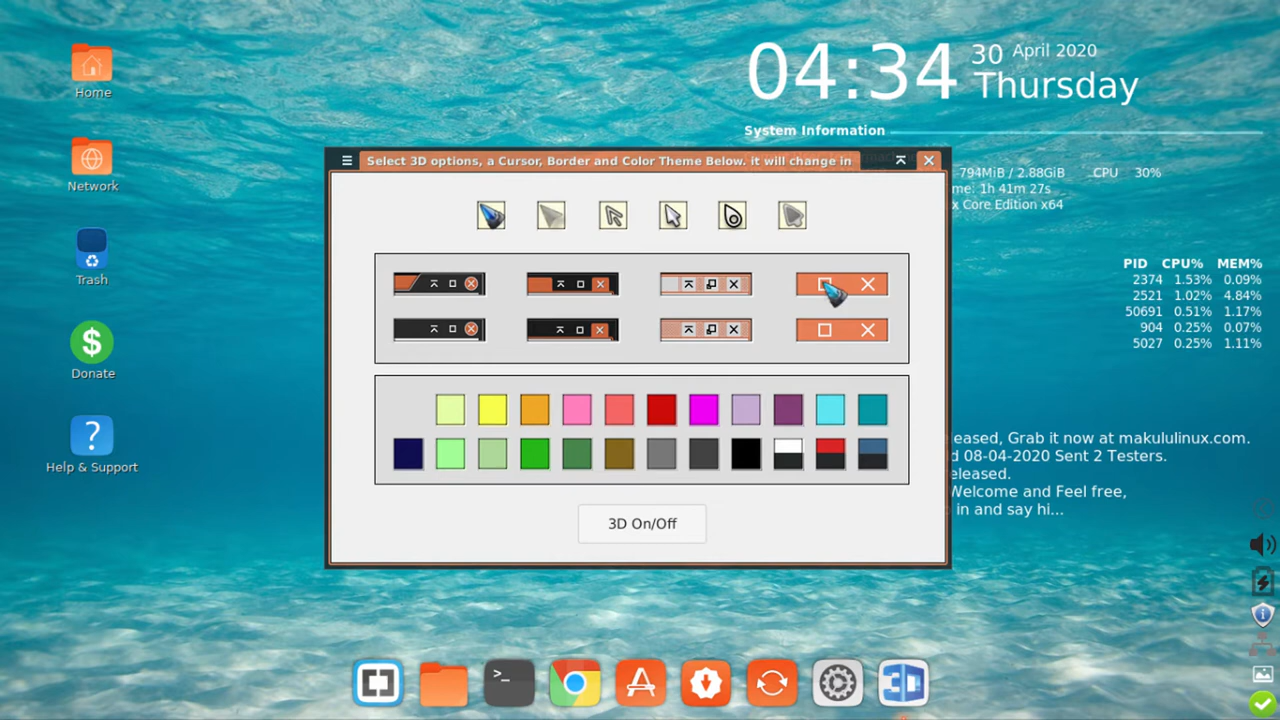 Home
Network
Trash
$
Donate
?
Help & Support
04:34
30 April 2020
Thursday
System Information
794MiB / 2.88GiB CPU 30%
me: 1h 41m 27s
x Core Edition x64
PID CPU% MEM%
2374 1.53% 0.09%
2521 1.02% 4.84%
50691 0.51% 1.17%
904 0.25% 0.07%
5027 0.25% 1.11%
eased, Grab it now at makululinux.com.
d 08-04-2020 Sent 2 Testers.
eleased.
Welcome and Feel free,
in and say hi...
Select 3D options, a Cursor, Border and Color Theme Below. it will change in
3D On/Off
>_
3D